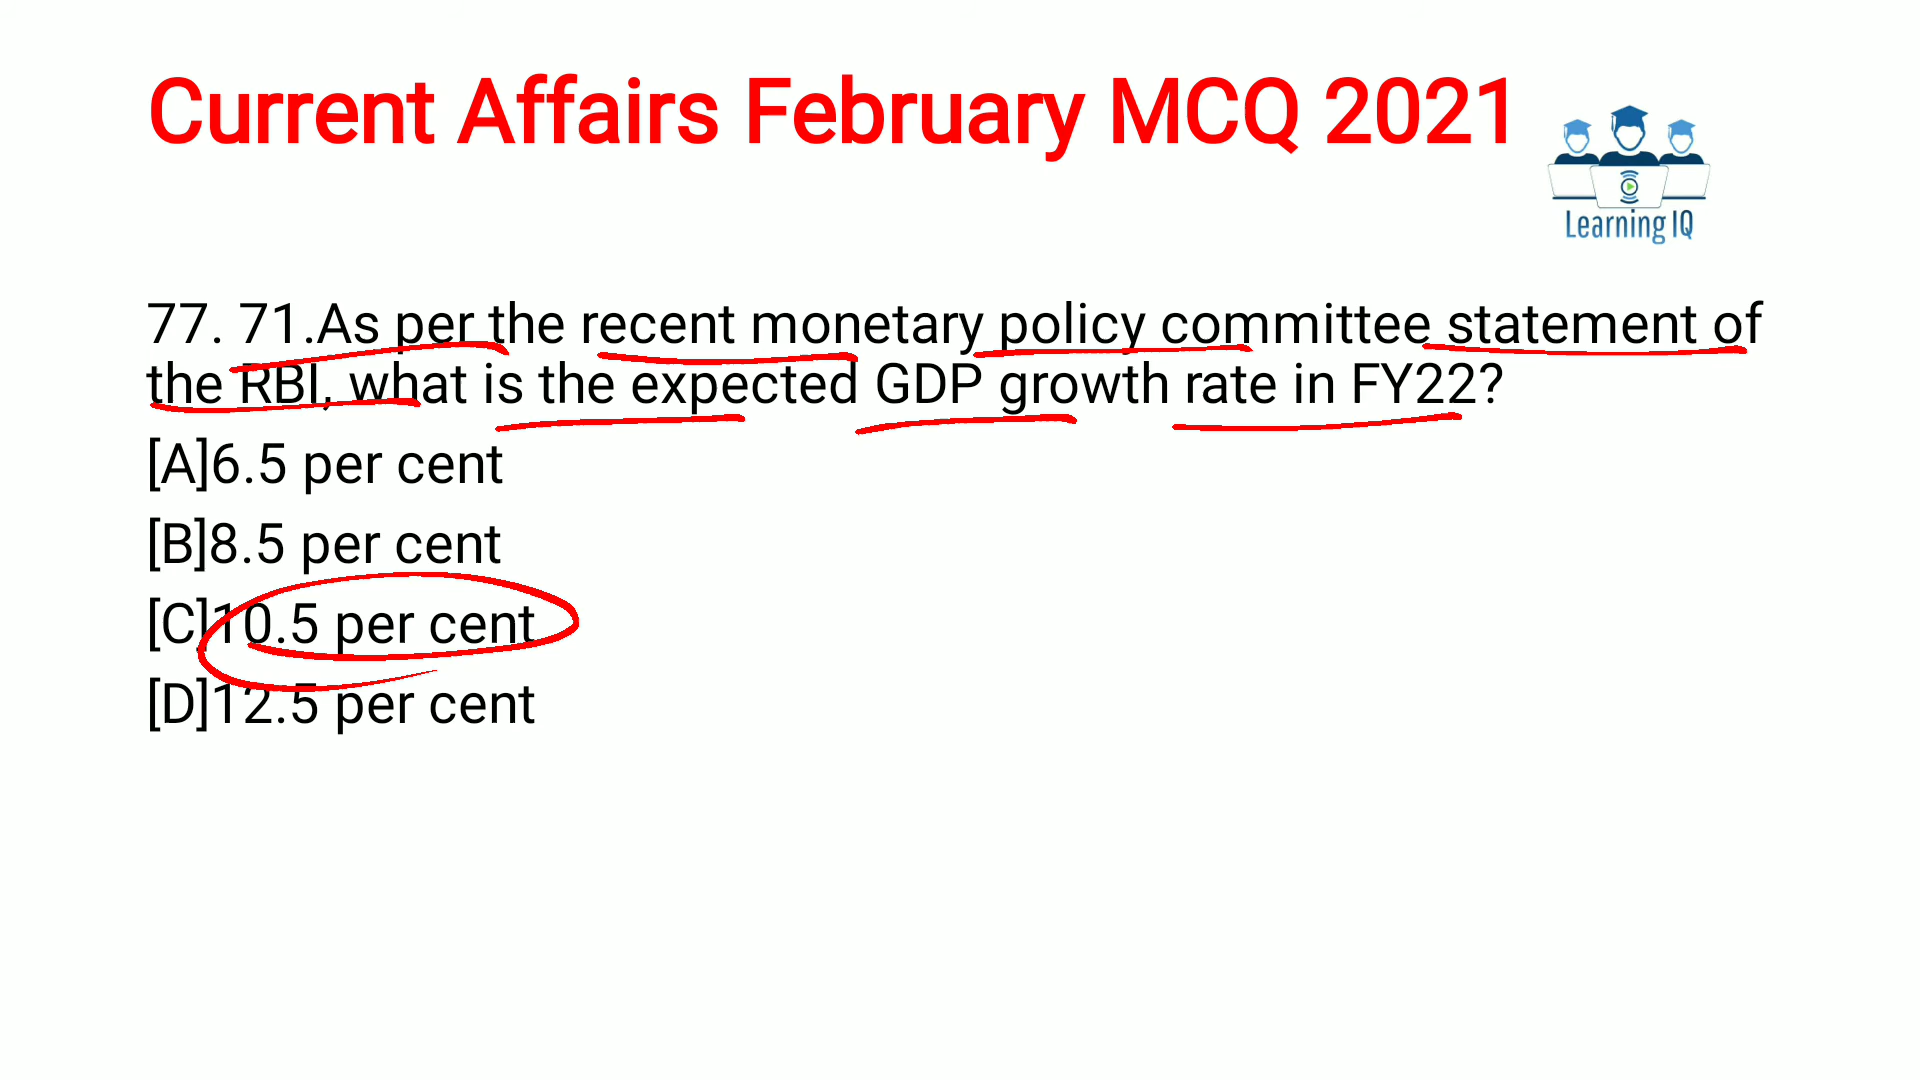 Current Affairs February MCQ 2021
Learning IQ
77. 71.As per the recent monetary policy committee statement of
the RBI, what is the expected GDP growth rate in FY22?
[A]6.5 per cent
[B]8.5 per cent
[C]10.5 per cent
[D]12.5 per cent